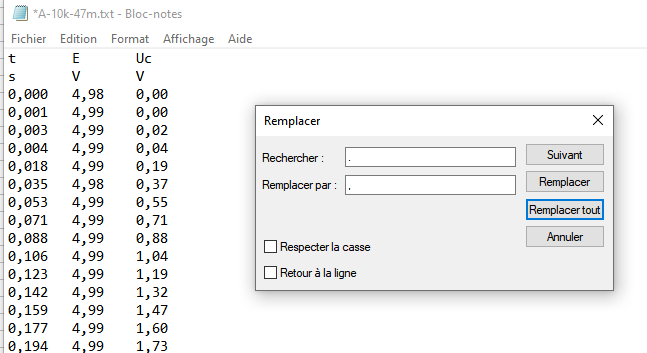 *A-10k-47m.txt - Bloc-notes
Fichier Edition Format Affichage Aide
t E Uc
s V V
0,000 4,98 0,00
0,001 4,99 0,00
0,003 4,99 0,02
0,004 4,99 0,04
0,018 4,99 0,19
0,035 4,98 0,37
0,053 4,99 0,55
0,071 4,99 0,71
0,088 4,99 0,88
0,106 4,99 1,04
0,123 4,99 1,19
0,142 4,99 1,32
0,159 4,99 1,47
0,177 4,99 1,60
0,194 4,99 1,73
Remplacer
Rechercher : .
Remplacer par : ,
Suivant
Remplacer
Remplacer tout
Annuler
Respecter la casse
Retour à la ligne